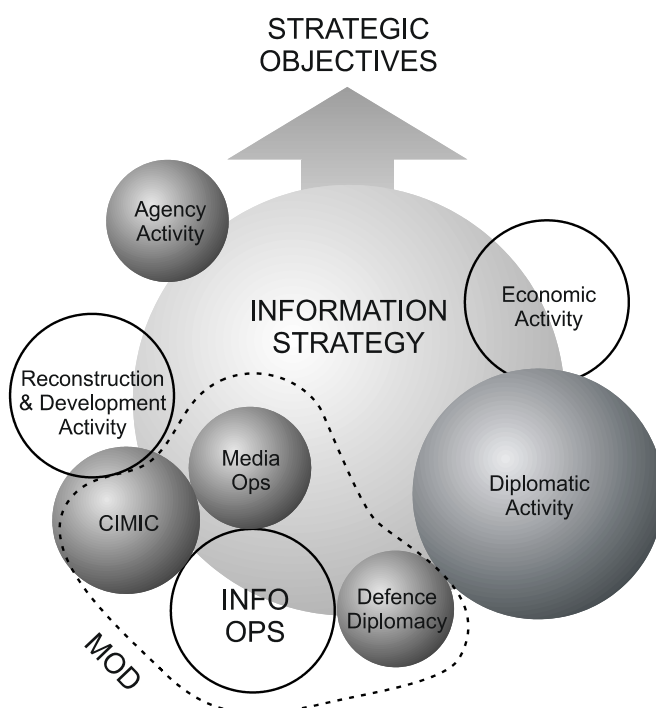 STRATEGIC
OBJECTIVES
Agency
Activity
Economic
Activity
INFORMATION
STRATEGY
Reconstruction
& Development
Activity
Media
Ops
Diplomatic
Activity
CIMIC
INFO
OPS
Defence
Diplomacy
MOD